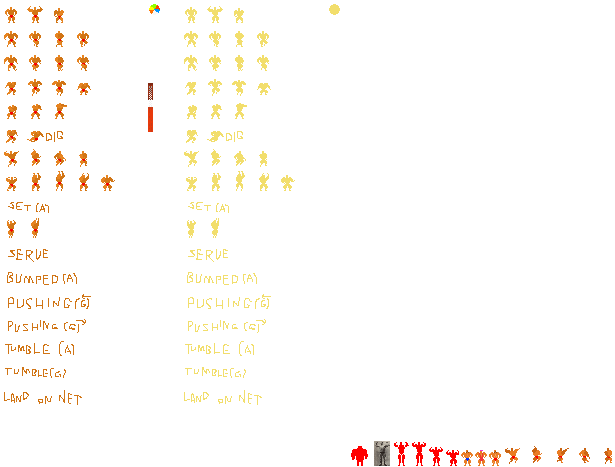 DIG DIG
SET (A) SET (A)
SERVE SERVE
BUMPED (A) BUMPED (A)
PUSHING (G) PUSHING (G)
PUSHING (G) PUSHING (G)
TUMBLE (A) TUMBLE (A)
TUMBLE (G) TUMBLE (G)
LAND ON NET LAND ON NET